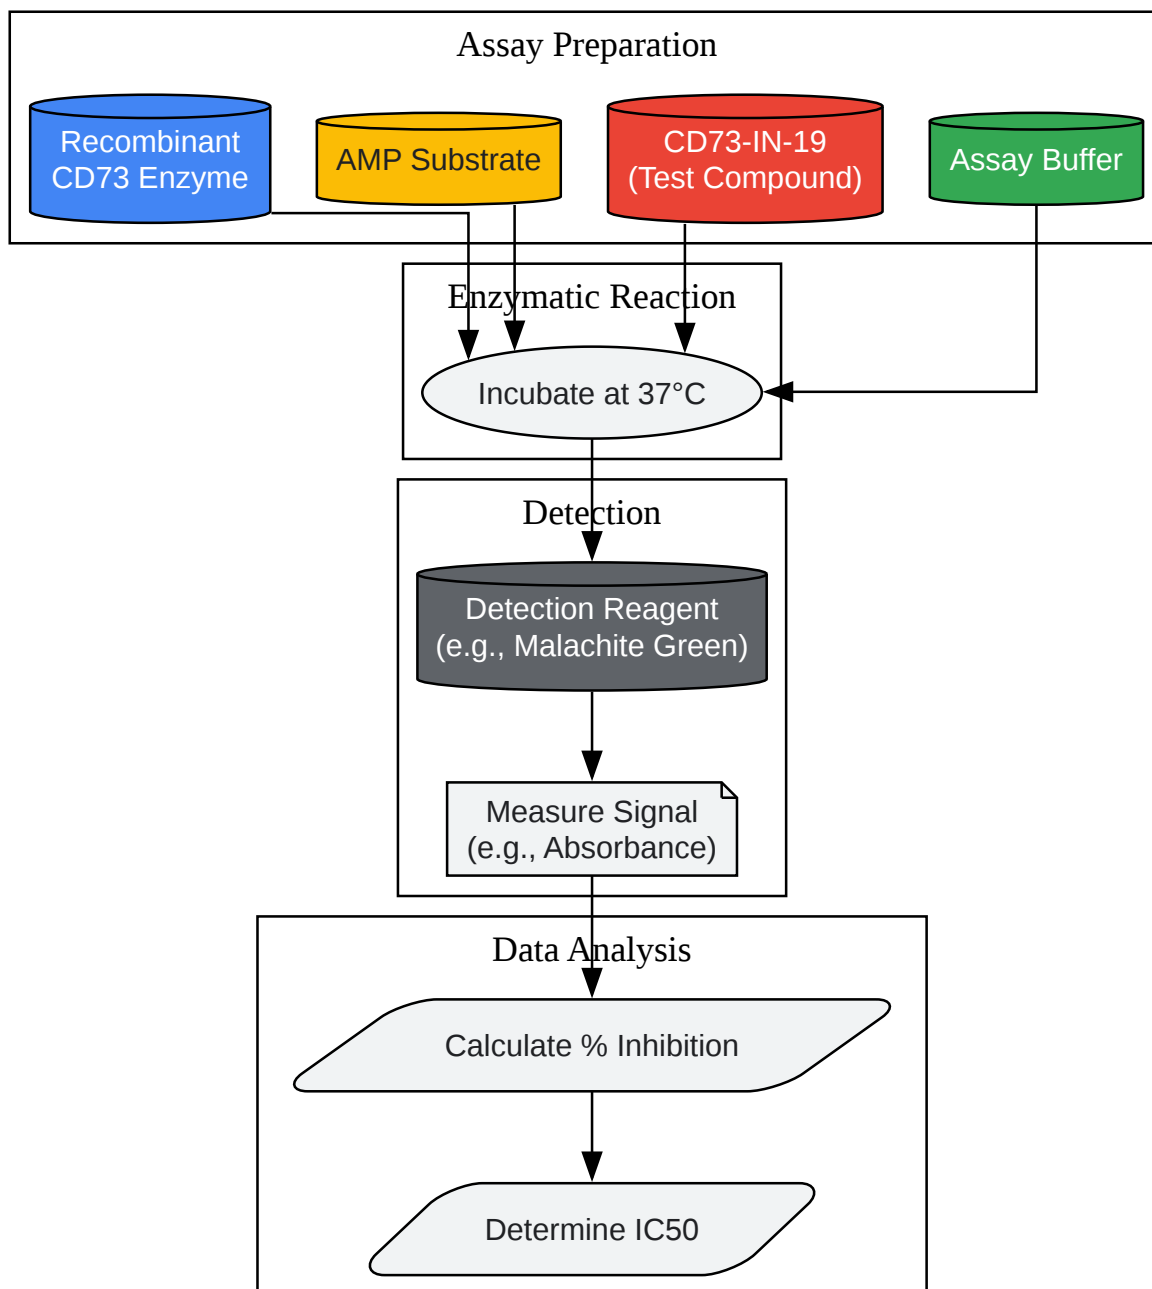 Assay Preparation
Recombinant
CD73 Enzyme
AMP Substrate
CD73-IN-19
(Test Compound)
Assay Buffer
Enzymatic Reaction
Incubate at 37°C
Detection
Detection Reagent
(e.g., Malachite Green)
Measure Signal
(e.g., Absorbance)
Data Analysis
Calculate % Inhibition
Determine IC50